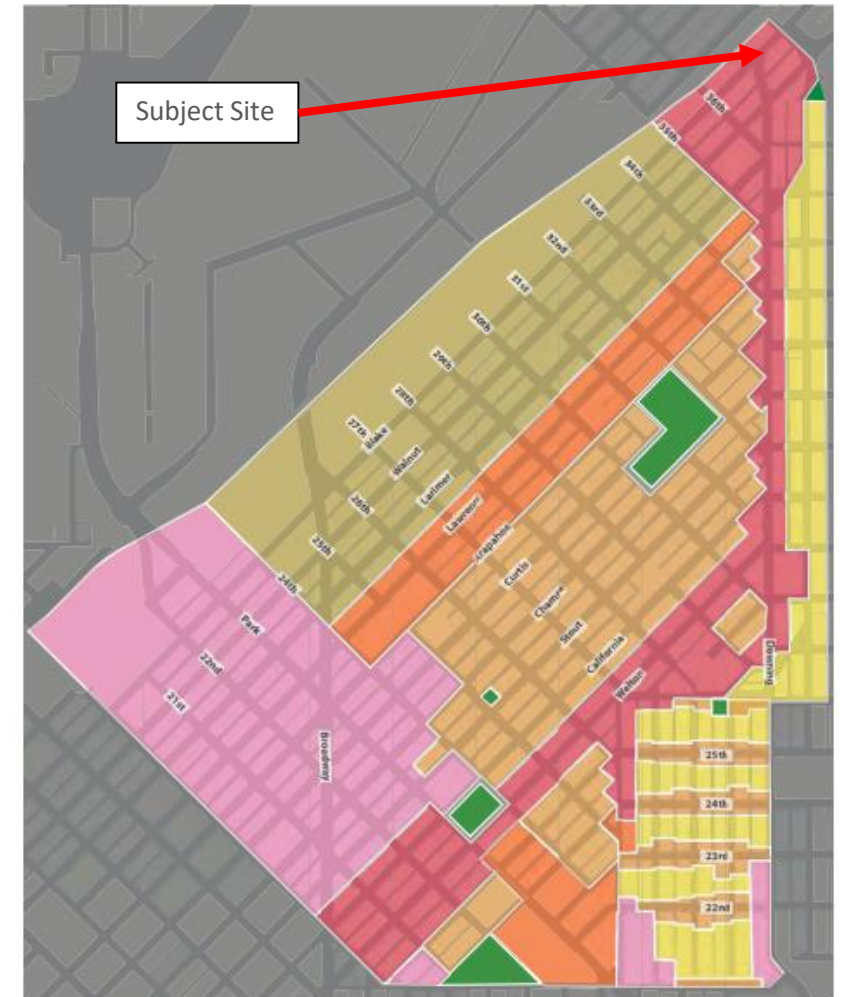 Subject Site
36th
35th
34th
33rd
32nd
31st
30th
29th
28th
27th
Blake
Walnut
26th
Larimer
Lawrence
25th
Arapahoe
24th
Curtis
Champa
Park
Stout
22nd
California
21st
Welton
Downing
Broadway
25th
24th
23rd
22nd